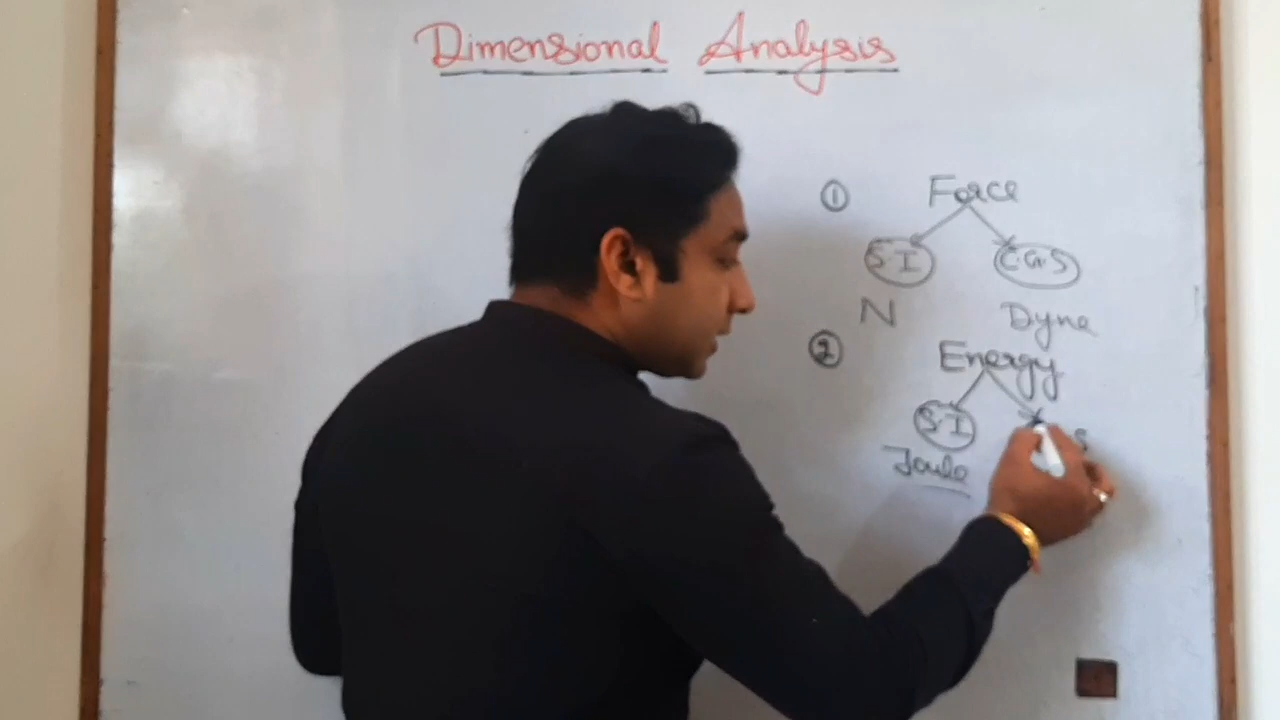 Dimensional Analysis
① Force
S.I C.G.S
N Dyne
② Energy
S.I S
Joule